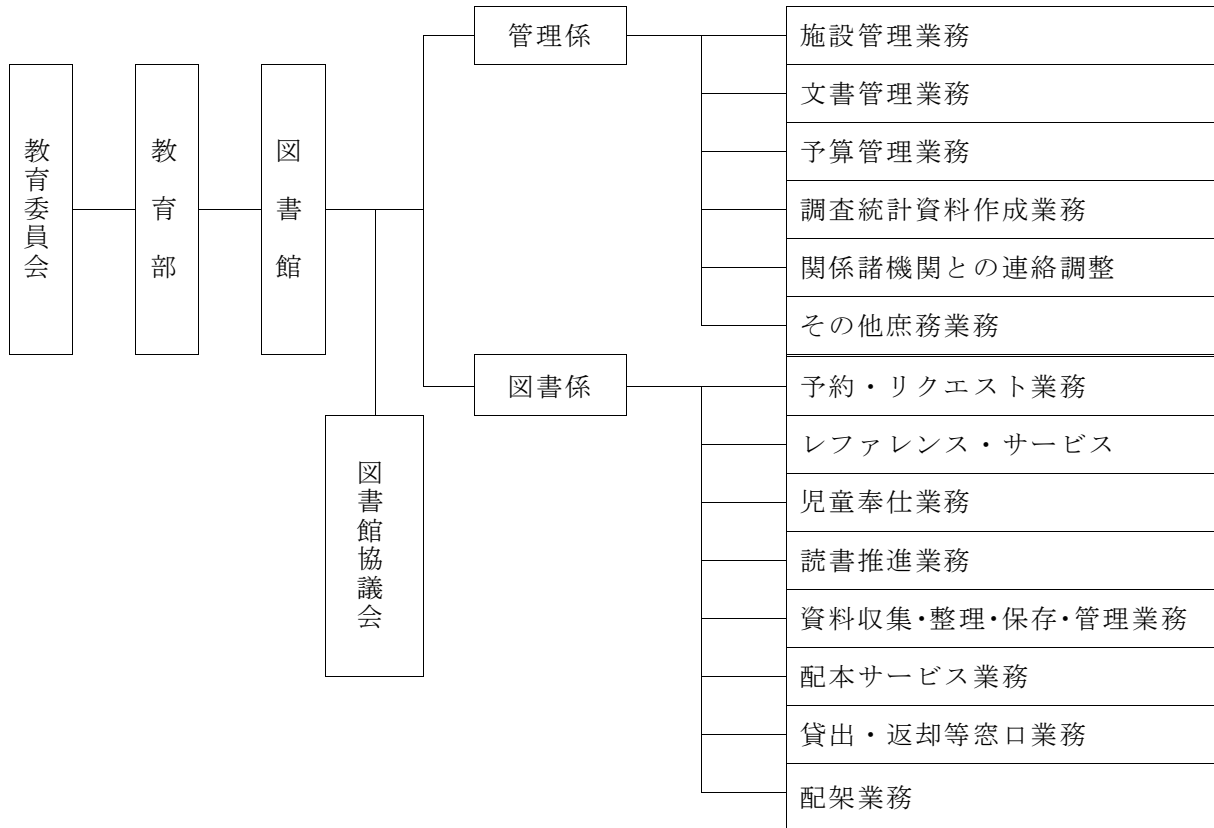 教育委員会
教育部
図書館
図書館協議会
管理係
施設管理業務
文書管理業務
予算管理業務
調査統計資料作成業務
関係諸機関との連絡調整
その他庶務業務
図書係
予約・リクエスト業務
レファレンス・サービス
児童奉仕業務
読書推進業務
資料収集・整理・保存・管理業務
配本サービス業務
貸出・返却等窓口業務
配架業務